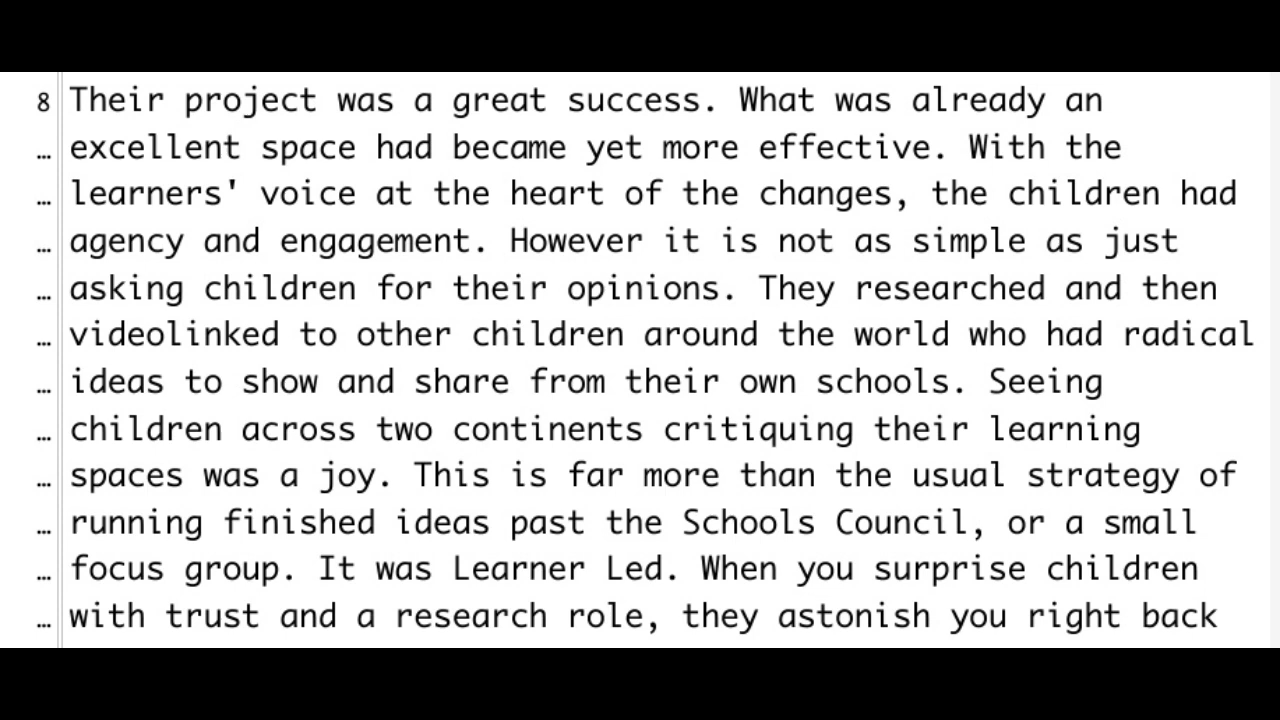 8 Their project was a great success. What was already an
… excellent space had became yet more effective. With the
… learners' voice at the heart of the changes, the children had
… agency and engagement. However it is not as simple as just
… asking children for their opinions. They researched and then
… videolinked to other children around the world who had radical
… ideas to show and share from their own schools. Seeing
… children across two continents critiquing their learning
… spaces was a joy. This is far more than the usual strategy of
… running finished ideas past the Schools Council, or a small
… focus group. It was Learner Led. When you surprise children
… with trust and a research role, they astonish you right back